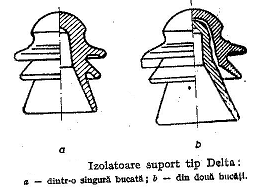 a b
Izolatoare suport tip Delta:
a — dintr-o singură bucată; b — din două bucăți.